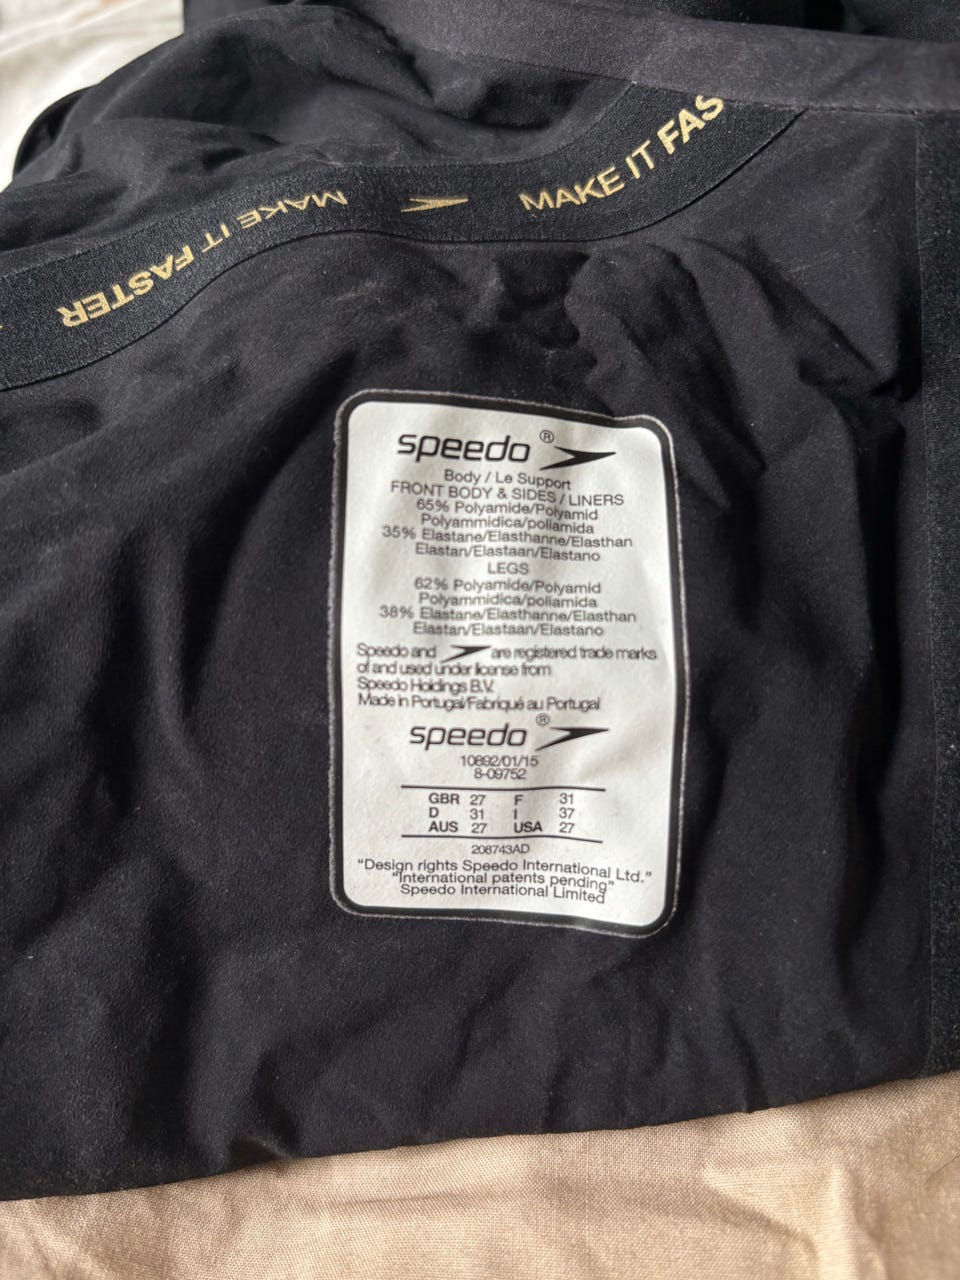 MAKE IT FAS
MAKE IT FASTER
speedo®
Body / Le Support
FRONT BODY & SIDES / LINERS
65% Polyamide/Polyamid
Polyammidica/poliamida
35% Elastane/Elasthanne/Elasthan
Elastan/Elastaan/Elastano
LEGS
62% Polyamide/Polyamid
Polyammidica/poliamida
38% Elastane/Elasthanne/Elasthan
Elastan/Elastaan/Elastano
Speedo and are registered trade marks
of and used under license from
Speedo Holdings B.V.
Made in Portugal/Fabriqué au Portugal
speedo®
10892/01/15
8-09752
GBR 27 F 31
D 31 I 37
AUS 27 USA 27
208743AD
“Design rights Speedo International Ltd.”
“International patents pending”
Speedo International Limited